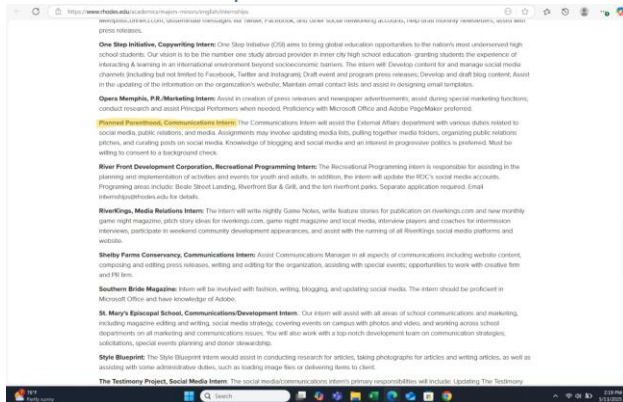 https://www.rhodes.edu/academics/majors-minors/english/internships
press releases.
One Step Initiative, Copywriting Intern: One Step Initiative (OSI) aims to bring global education opportunities to the nation's most underserved high
school students. Our vision is to be the number one study abroad provider in inner city high school education- granting students the experience of
interacting & learning in an international environment beyond socioeconomic barriers. The intern will Develop content for and manage social media
channels (including but not limited to Facebook, Twitter and Instagram); Draft event and program press releases; Develop and draft blog content; Assist
in the updating of the information on the organization's website; Maintain email contact lists and assist in designing email templates.
Opera Memphis, P.R./Marketing Intern: Assist in creation of press releases and newspaper advertisements, assist during special marketing functions;
conduct research and assist Principal Performers when needed. Proficiency with Microsoft Office and Adobe PageMaker preferred.
Planned Parenthood, Communications Intern: The Communications Intern will assist the External Affairs department with various duties related to
social media, public relations, and media. Assignments may involve updating media lists, pulling together media folders, organizing public relations
pitches, and curating posts on social media. Knowledge of blogging and social media and an interest in progressive politics is preferred. Must be
willing to consent to a background check.
River Front Development Corporation, Recreational Programming Intern: The Recreational Programming intern is responsible for assisting in the
planning and implementation of activities and events for youth and adults. In addition, the intern will update the RDC's social media accounts.
Programing areas include: Beale Street Landing, Riverfront Bar & Grill, and the ten riverfront parks. Separate application required. Email
internships@rhodes.edu for details.
RiverKings, Media Relations Intern: The intern will write nightly Game Notes, write feature stories for publication on riverkings.com and new monthly
game night magazine, pitch story ideas for riverkings.com, game night magazine and local media, interview players and coaches for intermission
interviews, participate in weekend community development appearances, and assist with the running of all RiverKings social media platforms and
website.
Shelby Farms Conservancy, Communications Intern: Assist Communications Manager in all aspects of communications including website content,
composing and editing press releases, writing and editing for the organization, assisting with special events; opportunities to work with creative firm
and PR firm.
Southern Bride Magazine: Intern will be involved with fashion, writing, blogging, and updating social media. The intern should be proficient in
Microsoft Office and have knowledge of Adobe.
St. Mary's Episcopal School, Communications/Development Intern. Our intern will assist with all areas of school communications and marketing,
including magazine editing and writing, social media strategy, covering events on campus with photos and video, and working across school
departments on all marketing and communications issues. You will also work with a top-notch development team on communication strategies,
solicitations, special events planning and donor stewardship.
Style Blueprint: The Style Blueprint Intern would assist in conducting research for articles, taking photographs for articles and writing articles, as well as
assisting with some administrative duties, such as loading image files or delivering items to client.
The Testimony Project, Social Media Intern: The social media/communications intern's primary responsibilities will include: Updating The Testimony
Partly sunny
Search
2:18 PM
5/13/2025